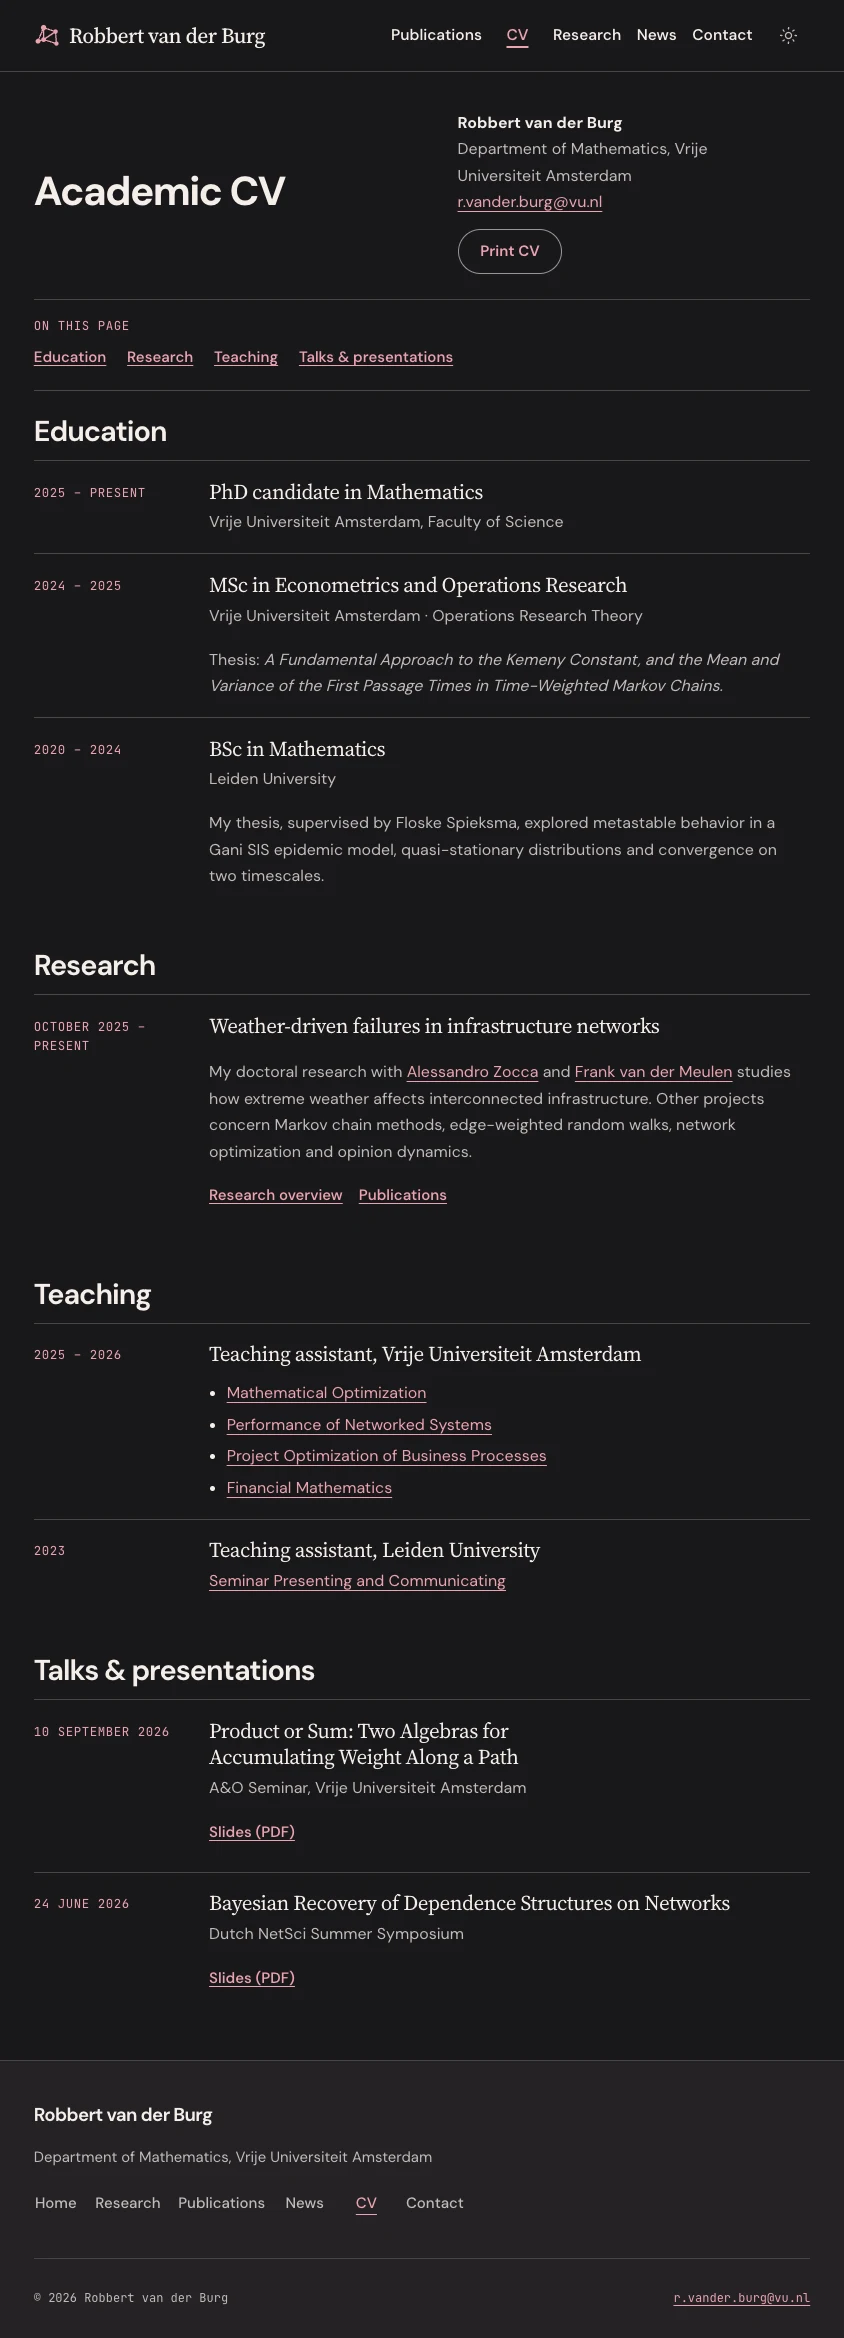 Robbert van der Burg
Publications CV Research News Contact
Academic CV
Robbert van der Burg
Department of Mathematics, Vrije
Universiteit Amsterdam
r.vander.burg@vu.nl
Print CV
ON THIS PAGE
Education Research Teaching Talks & presentations
Education
2025 – PRESENT
PhD candidate in Mathematics
Vrije Universiteit Amsterdam, Faculty of Science
2024 – 2025
MSc in Econometrics and Operations Research
Vrije Universiteit Amsterdam · Operations Research Theory
Thesis: A Fundamental Approach to the Kemeny Constant, and the Mean and
Variance of the First Passage Times in Time-Weighted Markov Chains.
2020 – 2024
BSc in Mathematics
Leiden University
My thesis, supervised by Floske Spieksma, explored metastable behavior in a
Gani SIS epidemic model, quasi-stationary distributions and convergence on
two timescales.
Research
OCTOBER 2025 –
PRESENT
Weather-driven failures in infrastructure networks
My doctoral research with Alessandro Zocca and Frank van der Meulen studies
how extreme weather affects interconnected infrastructure. Other projects
concern Markov chain methods, edge-weighted random walks, network
optimization and opinion dynamics.
Research overview Publications
Teaching
2025 – 2026
Teaching assistant, Vrije Universiteit Amsterdam
• Mathematical Optimization
• Performance of Networked Systems
• Project Optimization of Business Processes
• Financial Mathematics
2023
Teaching assistant, Leiden University
Seminar Presenting and Communicating
Talks & presentations
10 SEPTEMBER 2026
Product or Sum: Two Algebras for
Accumulating Weight Along a Path
A&O Seminar, Vrije Universiteit Amsterdam
Slides (PDF)
24 JUNE 2026
Bayesian Recovery of Dependence Structures on Networks
Dutch NetSci Summer Symposium
Slides (PDF)
Robbert van der Burg
Department of Mathematics, Vrije Universiteit Amsterdam
Home Research Publications News CV Contact
© 2026 Robbert van der Burg
r.vander.burg@vu.nl